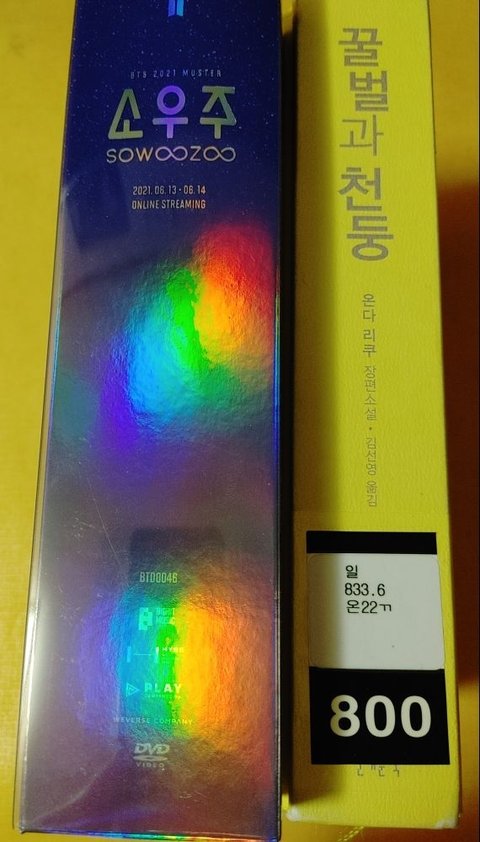 BTS 2021 MUSTER
소우주
SOWOOZOO
2021.06.13 - 06.14
ONLINE STREAMING
BTD0046
PLAY
WEVERSE COMPANY
DVD
VIDEO
꿀벌과 천둥
온다 리쿠 장편소설 · 김선영 옮김
일
833.6
온22ㄲ
800